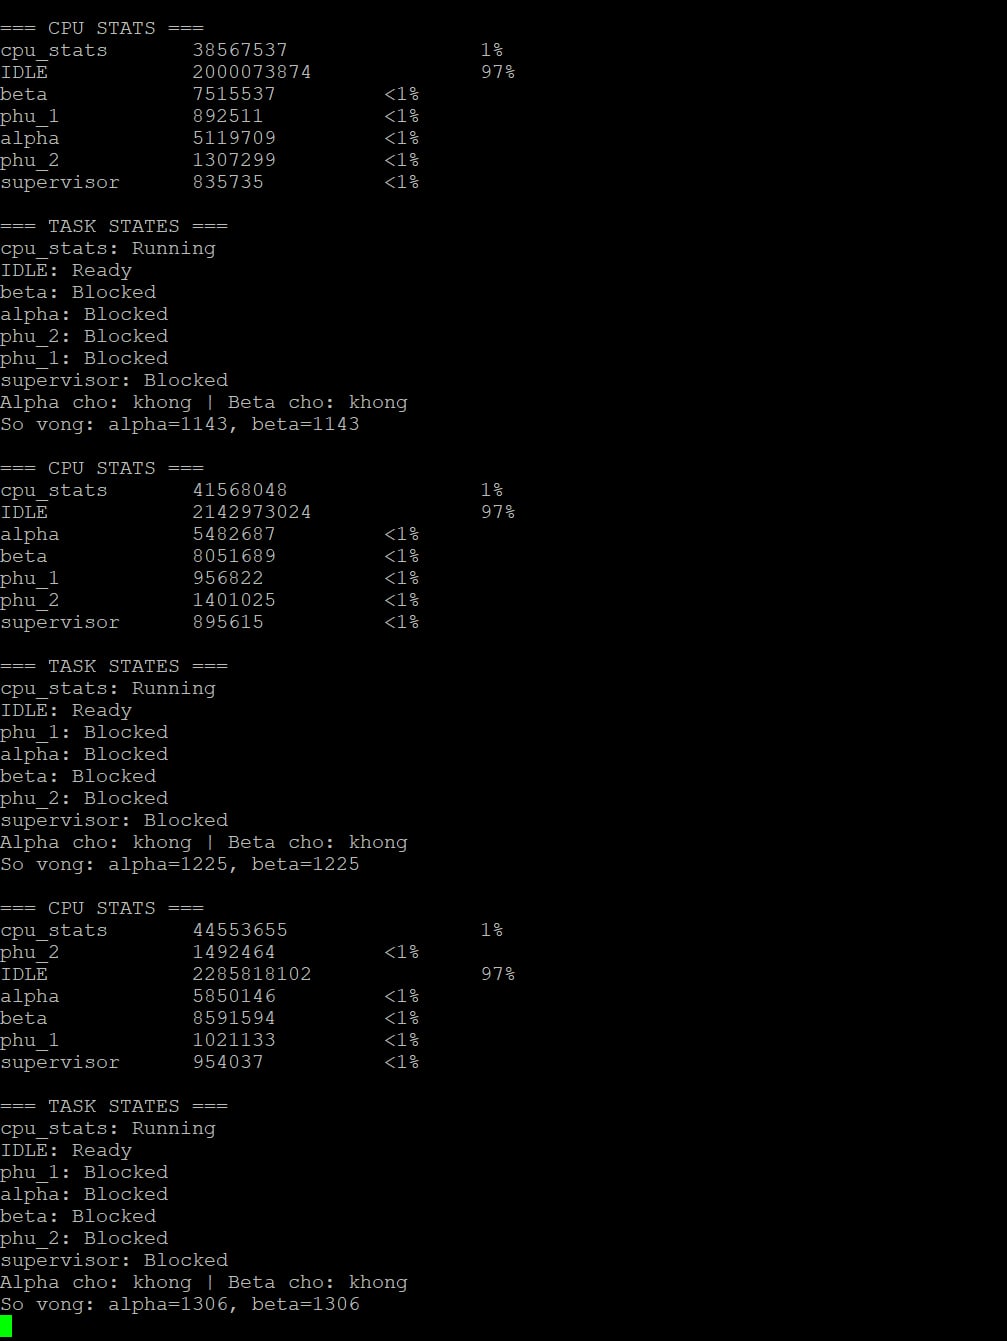 === CPU STATS ===
cpu_stats 38567537 1%
IDLE 2000073874 97%
beta 7515537 <1%
phu_1 892511 <1%
alpha 5119709 <1%
phu_2 1307299 <1%
supervisor 835735 <1%
=== TASK STATES ===
cpu_stats: Running
IDLE: Ready
beta: Blocked
alpha: Blocked
phu_2: Blocked
phu_1: Blocked
supervisor: Blocked
Alpha cho: khong | Beta cho: khong
So vong: alpha=1143, beta=1143
=== CPU STATS ===
cpu_stats 41568048 1%
IDLE 2142973024 97%
alpha 5482687 <1%
beta 8051689 <1%
phu_1 956822 <1%
phu_2 1401025 <1%
supervisor 895615 <1%
=== TASK STATES ===
cpu_stats: Running
IDLE: Ready
phu_1: Blocked
alpha: Blocked
beta: Blocked
phu_2: Blocked
supervisor: Blocked
Alpha cho: khong | Beta cho: khong
So vong: alpha=1225, beta=1225
=== CPU STATS ===
cpu_stats 44553655 1%
phu_2 1492464 <1%
IDLE 2285818102 97%
alpha 5850146 <1%
beta 8591594 <1%
phu_1 1021133 <1%
supervisor 954037 <1%
=== TASK STATES ===
cpu_stats: Running
IDLE: Ready
phu_1: Blocked
alpha: Blocked
beta: Blocked
phu_2: Blocked
supervisor: Blocked
Alpha cho: khong | Beta cho: khong
So vong: alpha=1306, beta=1306